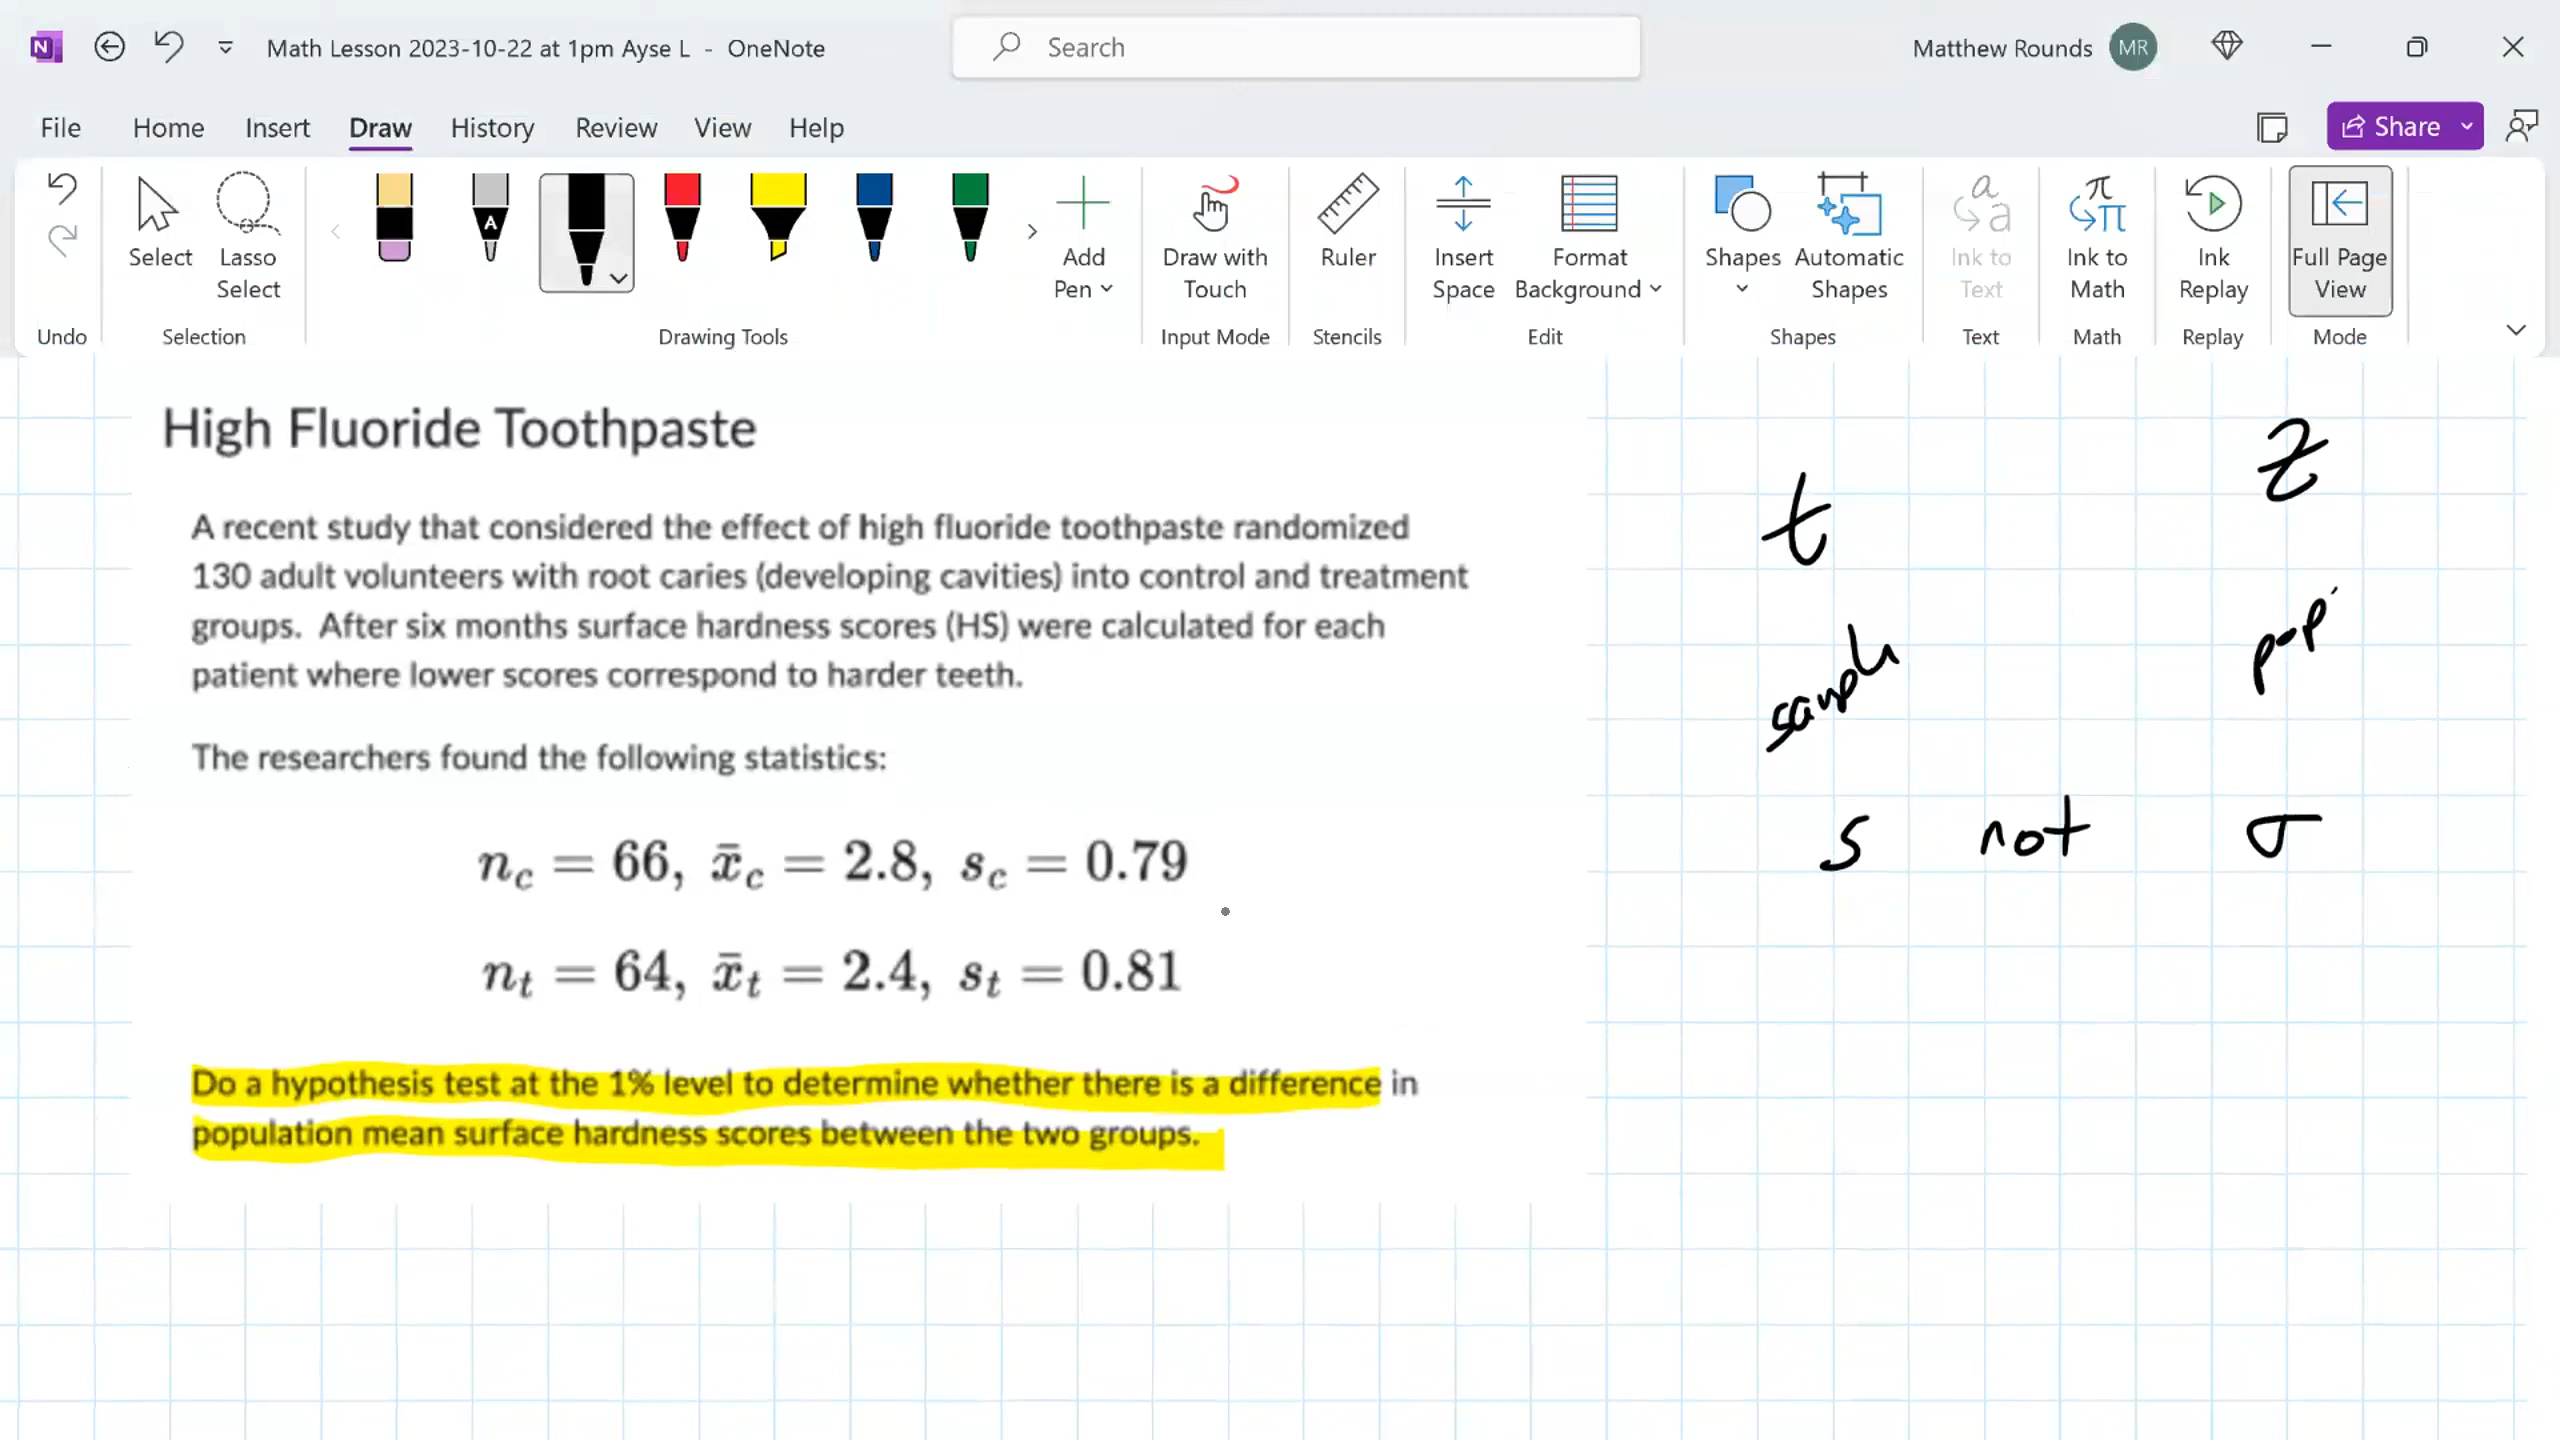 Math Lesson 2023-10-22 at 1pm Ayse L - OneNote
Search
Matthew Rounds MR
File Home Insert Draw History Review View Help
Share
Select
Lasso Select
Add Pen
Draw with Touch
Ruler
Insert Space
Format Background
Shapes
Automatic Shapes
Ink to Text
Ink to Math
Ink Replay
Full Page View
Undo Selection Drawing Tools Input Mode Stencils Edit Shapes Text Math Replay Mode
High Fluoride Toothpaste
A recent study that considered the effect of high fluoride toothpaste randomized
130 adult volunteers with root caries (developing cavities) into control and treatment
groups. After six months surface hardness scores (HS) were calculated for each
patient where lower scores correspond to harder teeth.
The researchers found the following statistics:
n_c = 66, x̄_c = 2.8, s_c = 0.79
n_t = 64, x̄_t = 2.4, s_t = 0.81
Do a hypothesis test at the 1% level to determine whether there is a difference in
population mean surface hardness scores between the two groups.
t z
sample pop.
s not σ